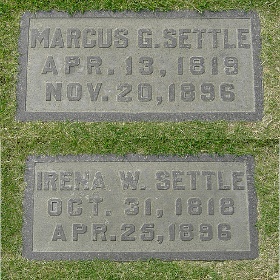 MARCUS G. SETTLE
APR. 13, 1819
NOV. 20, 1896
IRENA W. SETTLE
OCT. 31, 1818
APR. 25, 1896